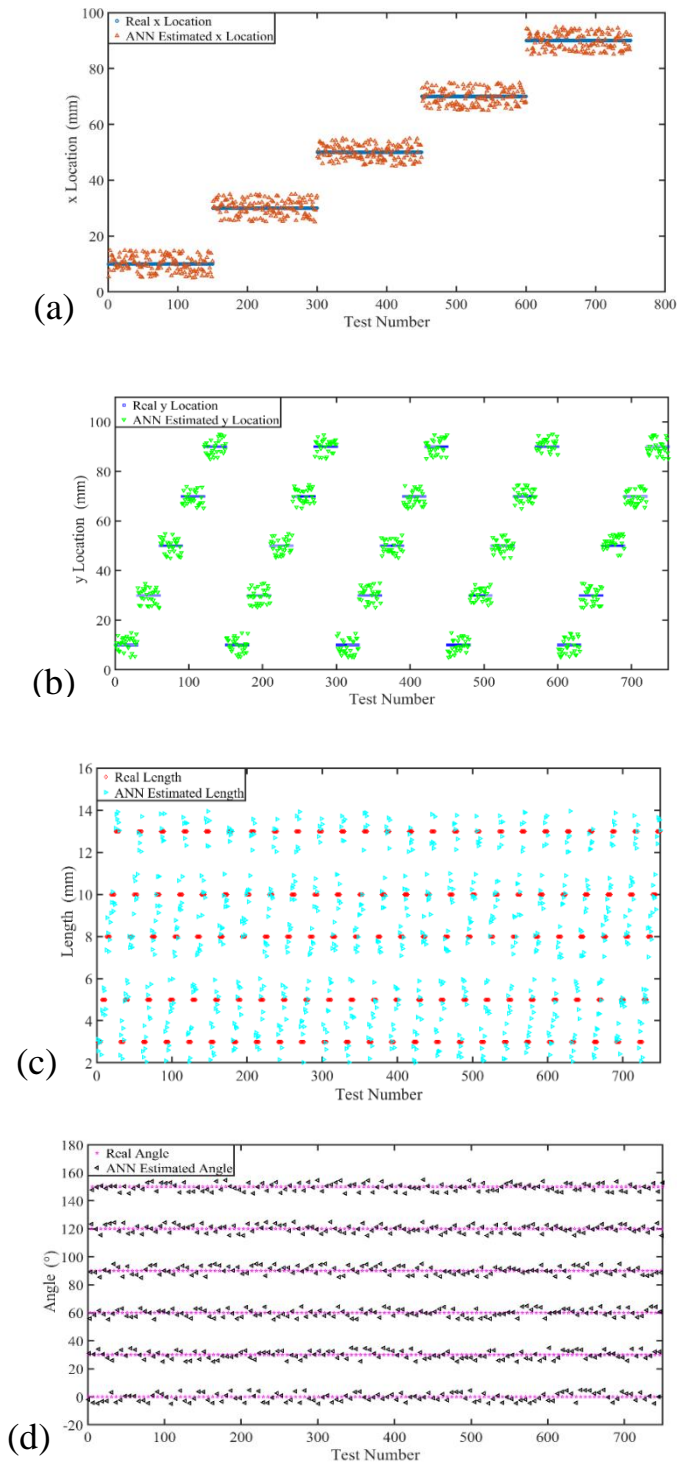 100
Real x Location
ANN Estimated x Location
80
60
40
20
0
x Location (mm)
0 100 200 300 400 500 600 700 800
Test Number
(a)
Real y Location
ANN Estimated y Location
100
80
60
40
20
0
y Location (mm)
0 100 200 300 400 500 600 700
Test Number
(b)
16
Real Length
ANN Estimated Length
14
12
10
8
6
4
2
Length (mm)
0 100 200 300 400 500 600 700
Test Number
(c)
180
Real Angle
ANN Estimated Angle
160
140
120
100
80
60
40
20
0
-20
Angle (°)
0 100 200 300 400 500 600 700
Test Number
(d)